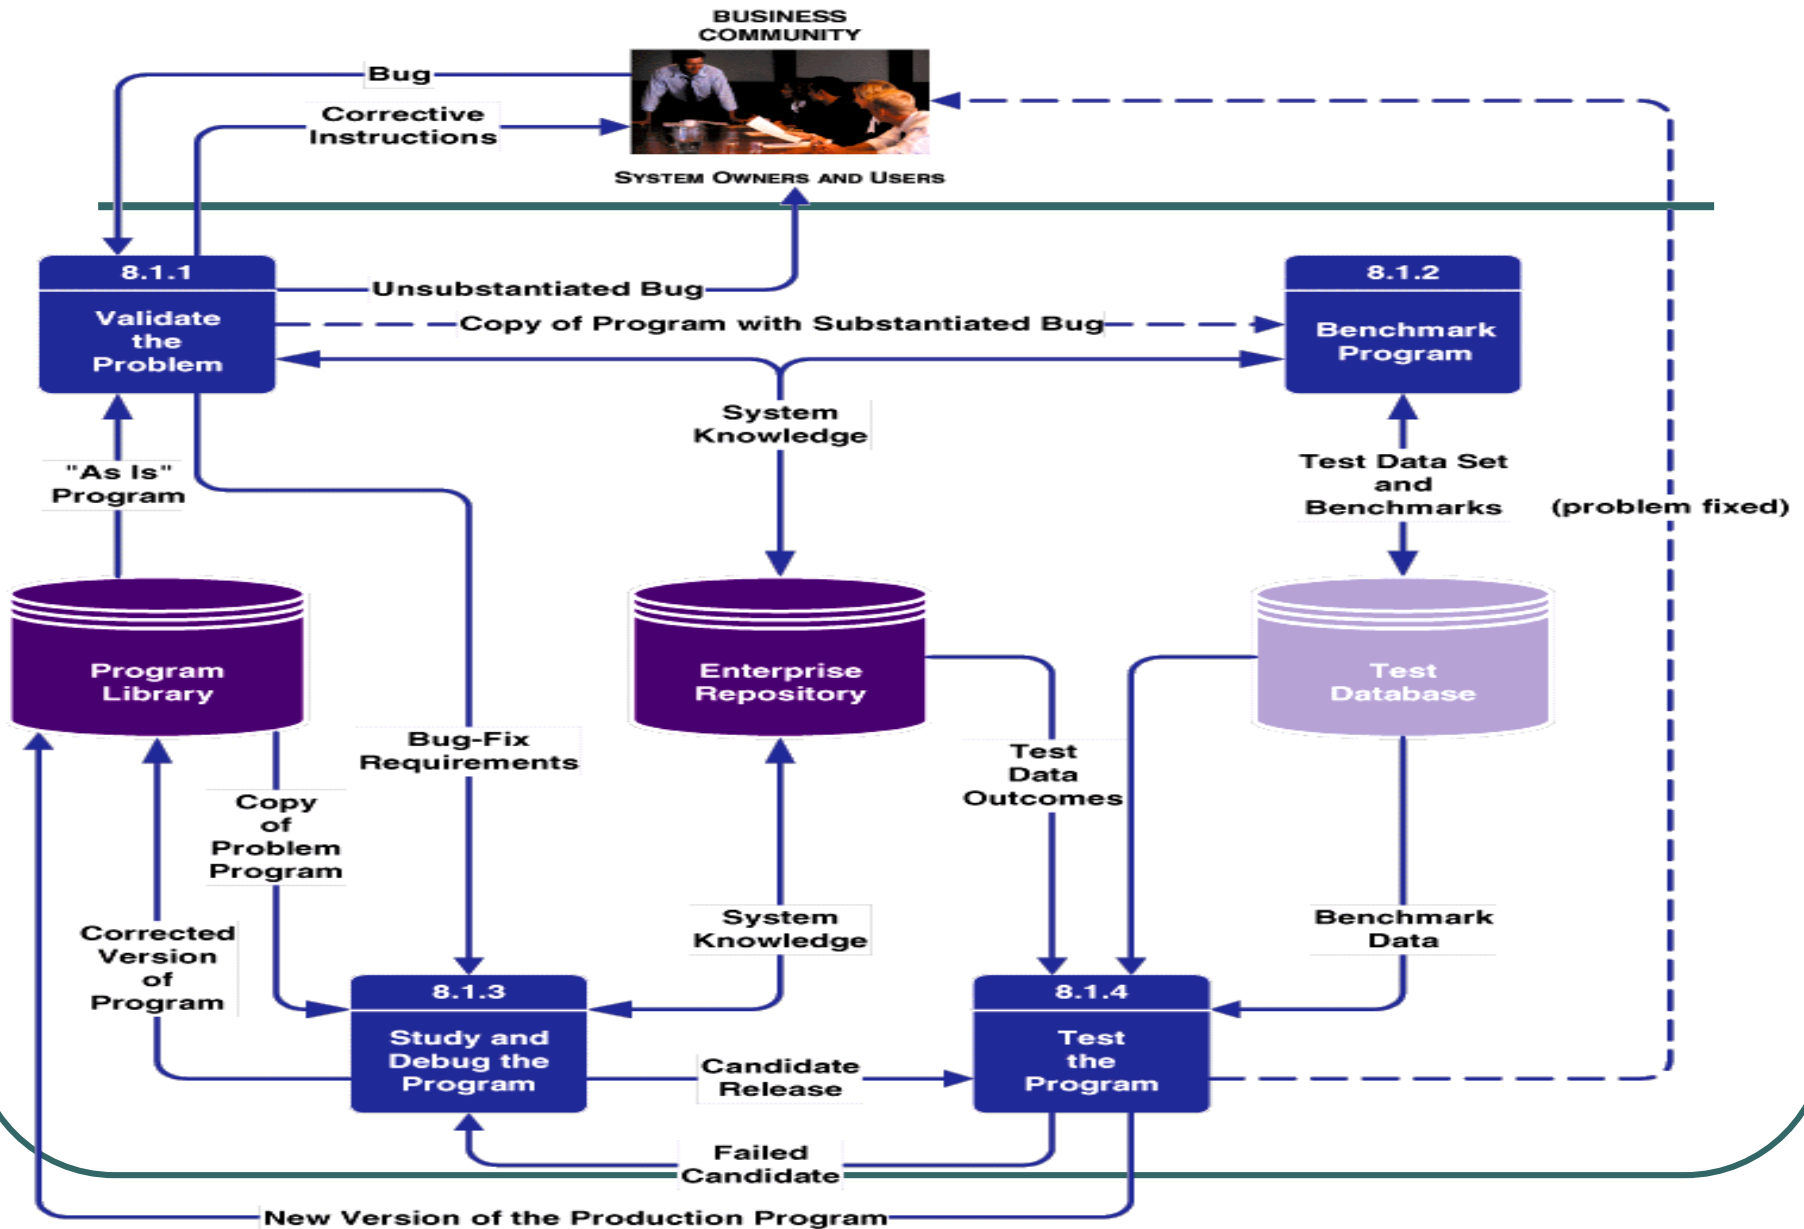 BUSINESS
COMMUNITY
Bug
Corrective
Instructions
SYSTEM OWNERS AND USERS
8.1.1
Validate
the
Problem
Unsubstantiated Bug
Copy of Program with Substantiated Bug
8.1.2
Benchmark
Program
System
Knowledge
"As Is"
Program
Test Data Set
and
Benchmarks
(problem fixed)
Program
Library
Enterprise
Repository
Test
Database
Bug-Fix
Requirements
Test
Data
Outcomes
Copy
of
Problem
Program
Corrected
Version
of
Program
System
Knowledge
Benchmark
Data
8.1.3
Study and
Debug the
Program
Candidate
Release
8.1.4
Test
the
Program
Failed
Candidate
New Version of the Production Program